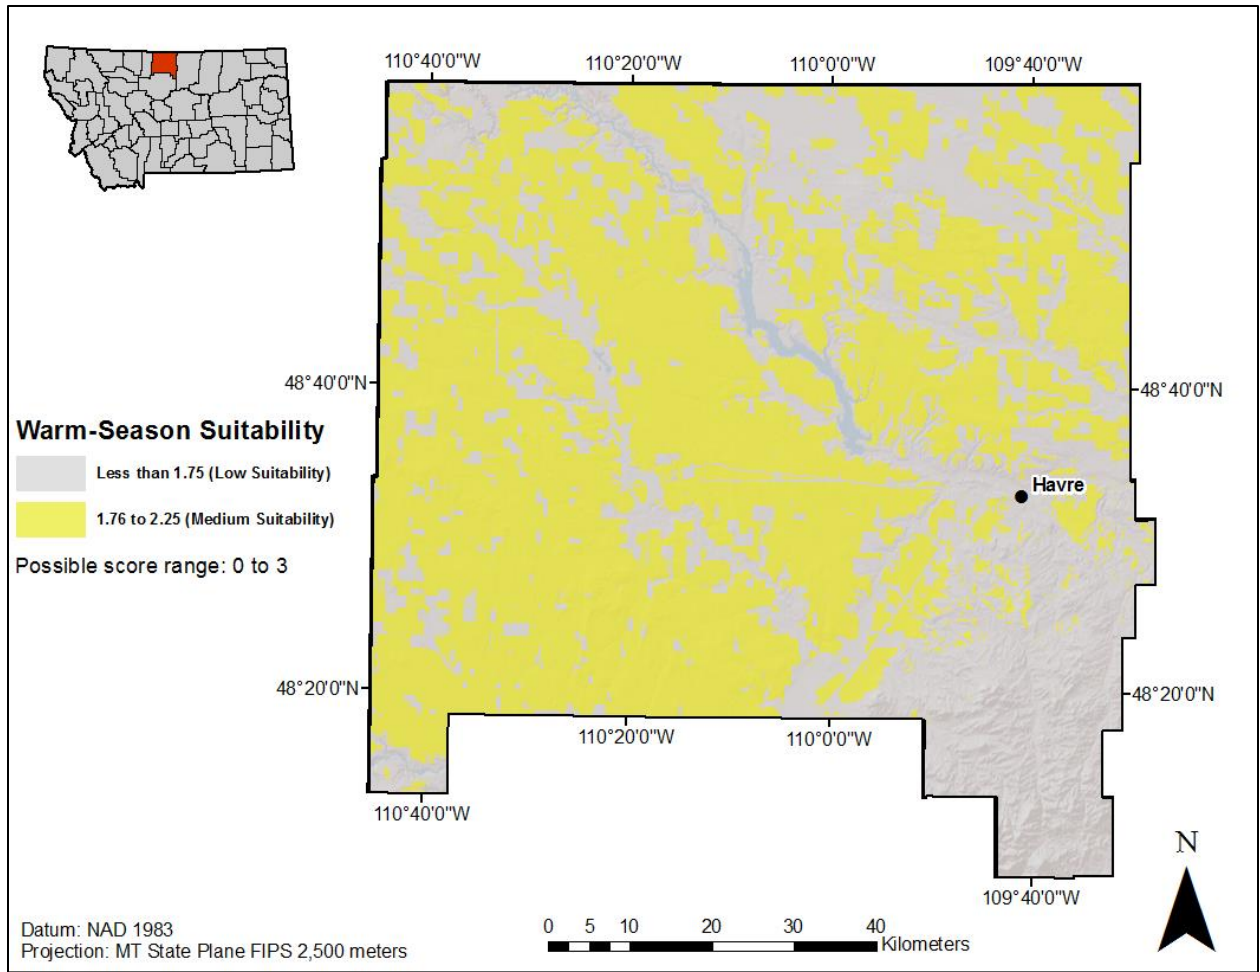 110°40'0"W
110°20'0"W
110°0'0"W
109°40'0"W
48°40'0"N
48°40'0"N
Warm-Season Suitability
Less than 1.75 (Low Suitability)
1.76 to 2.25 (Medium Suitability)
Possible score range: 0 to 3
Havre
48°20'0"N
48°20'0"N
110°20'0"W
110°0'0"W
110°40'0"W
109°40'0"W
N
Datum: NAD 1983
Projection: MT State Plane FIPS 2,500 meters
0 5 10 20 30 40
Kilometers